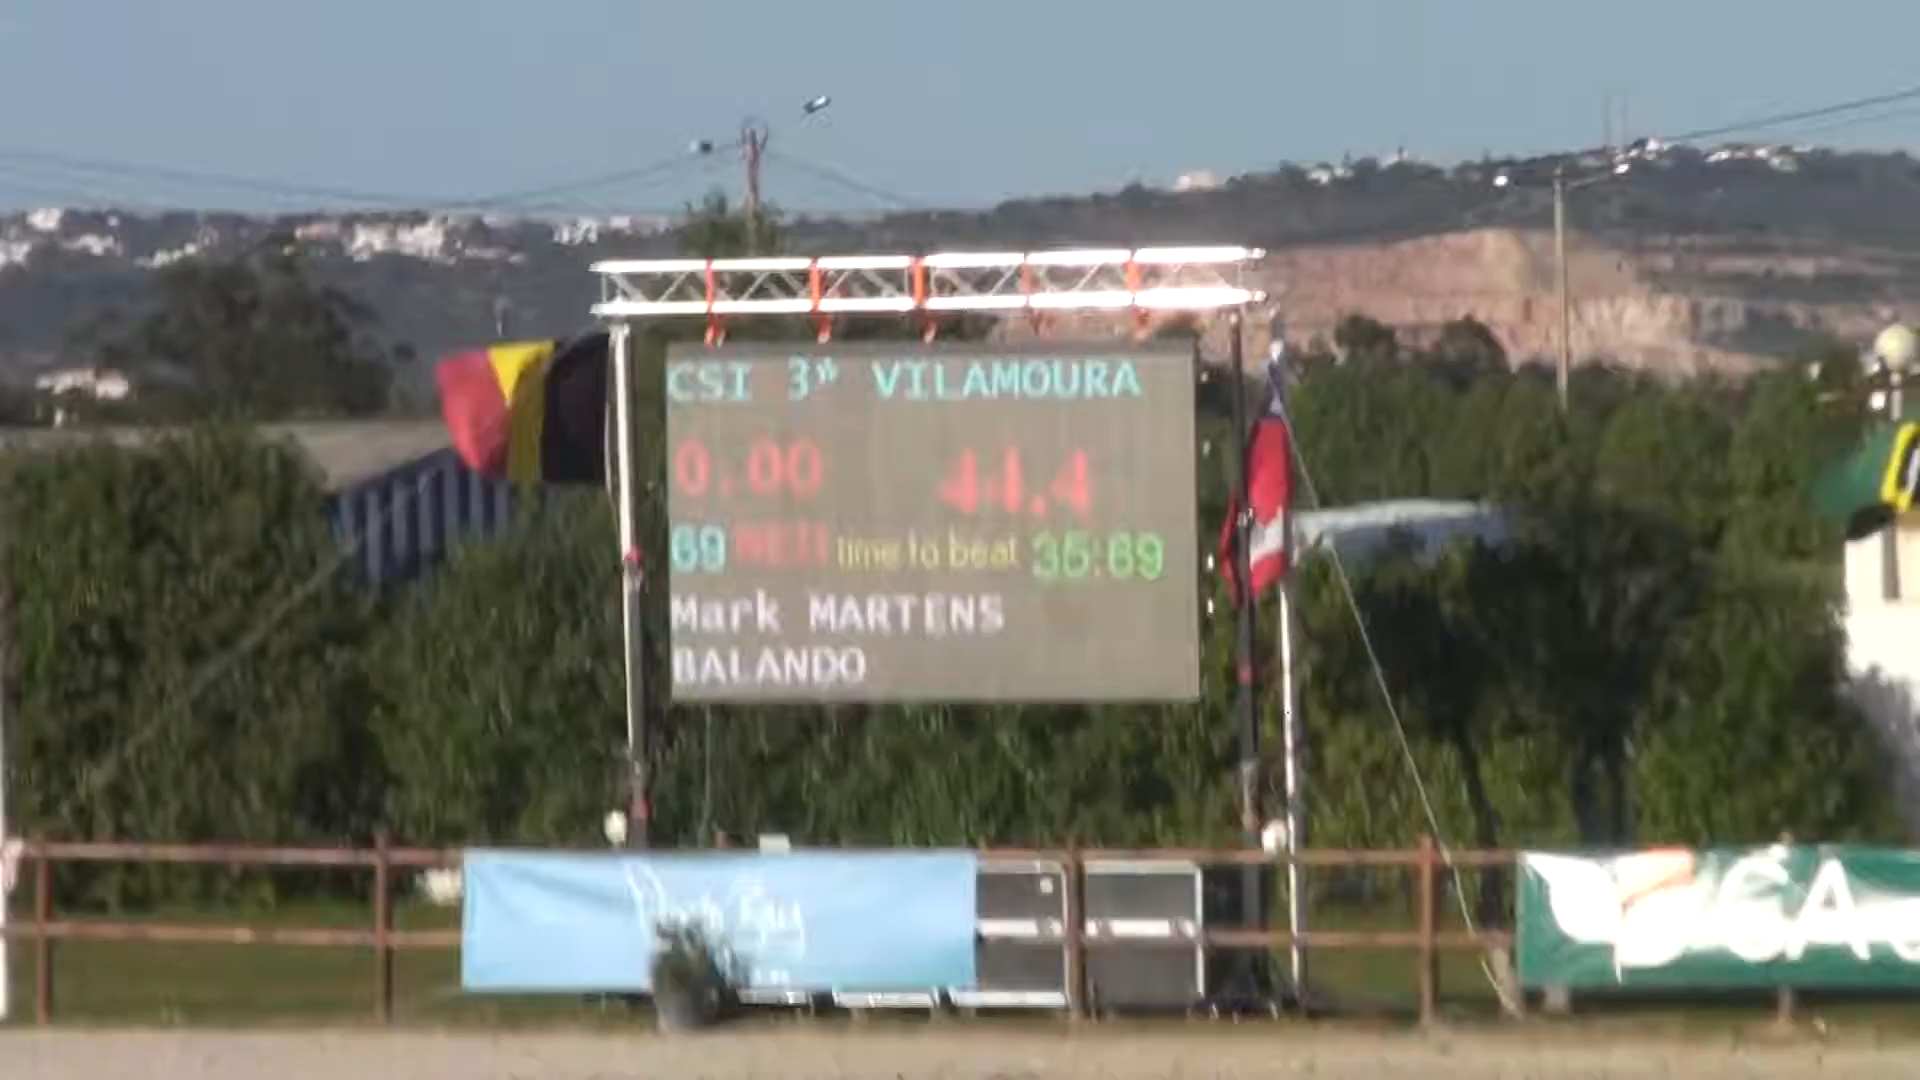 CSI 3* VILAMOURA
0.00 44.4
69 time to beat 35:69
Mark MARTENS
BALANDO